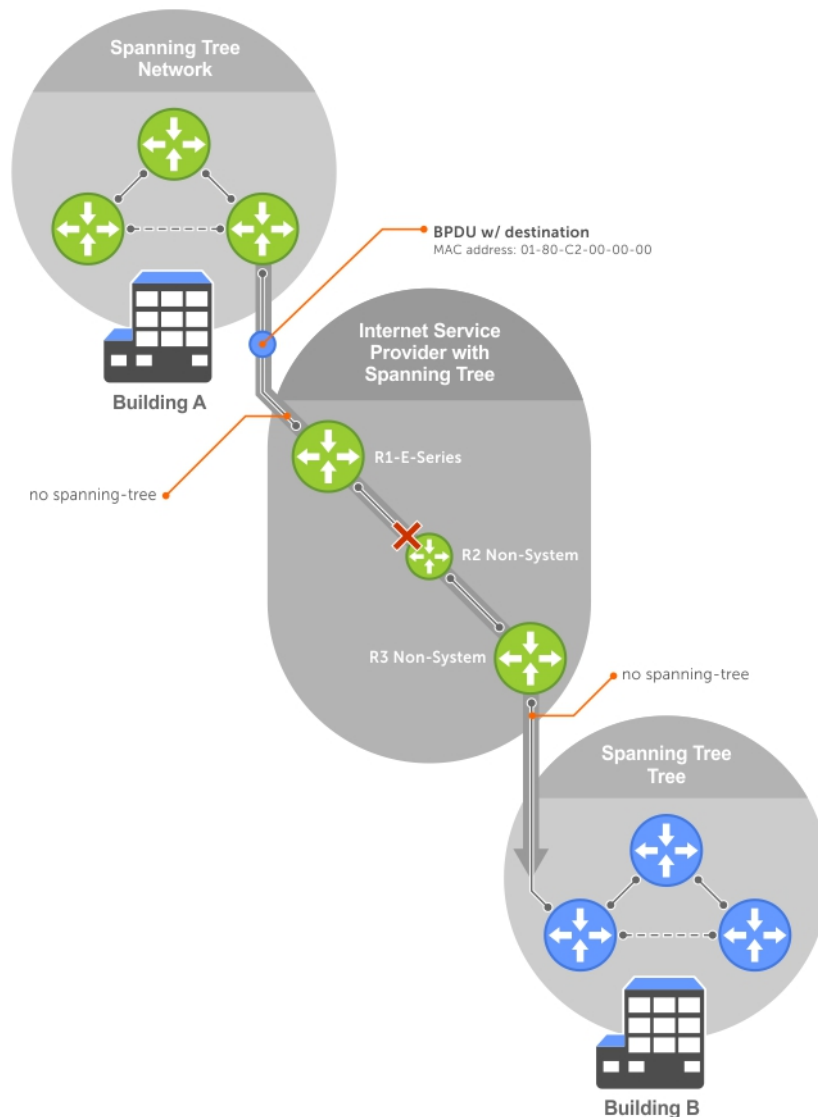 Spanning Tree
Network
BPDU w/ destination
MAC address: 01-80-C2-00-00-00
Internet Service
Provider with
Spanning Tree
Building A
R1-E-Series
no spanning-tree
R2 Non-System
R3 Non-System
no spanning-tree
Spanning Tree
Tree
Building B